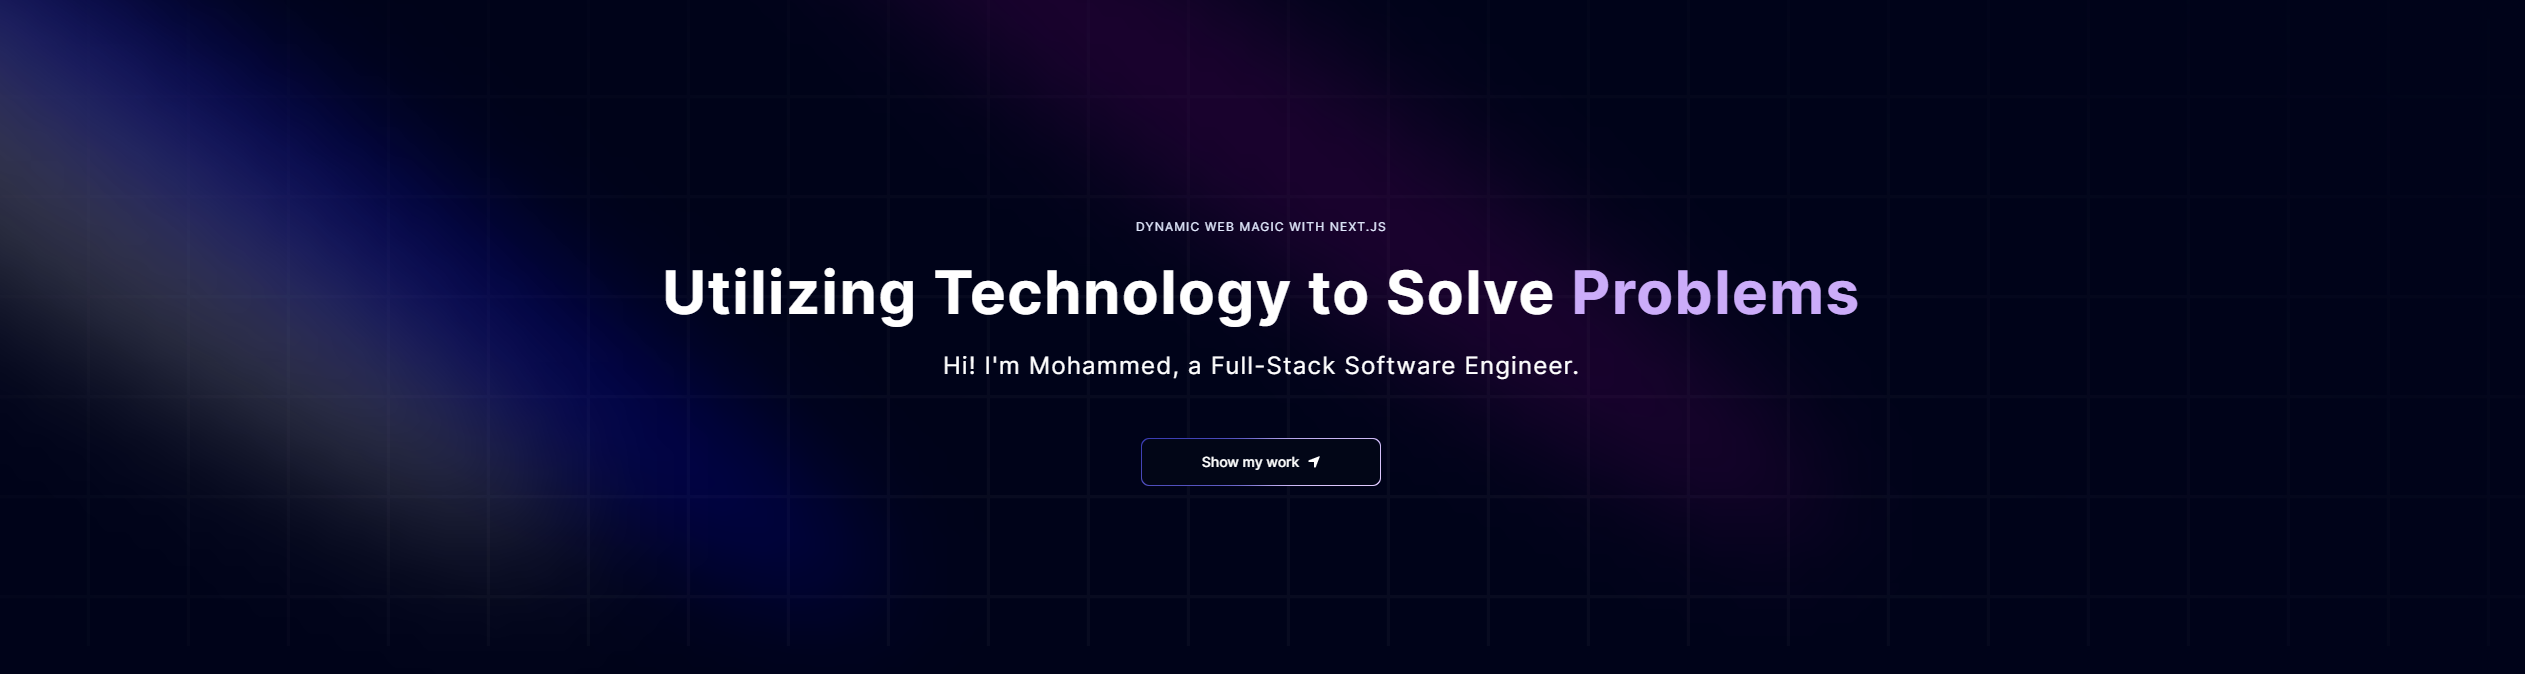 DYNAMIC WEB MAGIC WITH NEXT.JS
Utilizing Technology to Solve Problems
Hi! I'm Mohammed, a Full-Stack Software Engineer.
Show my work